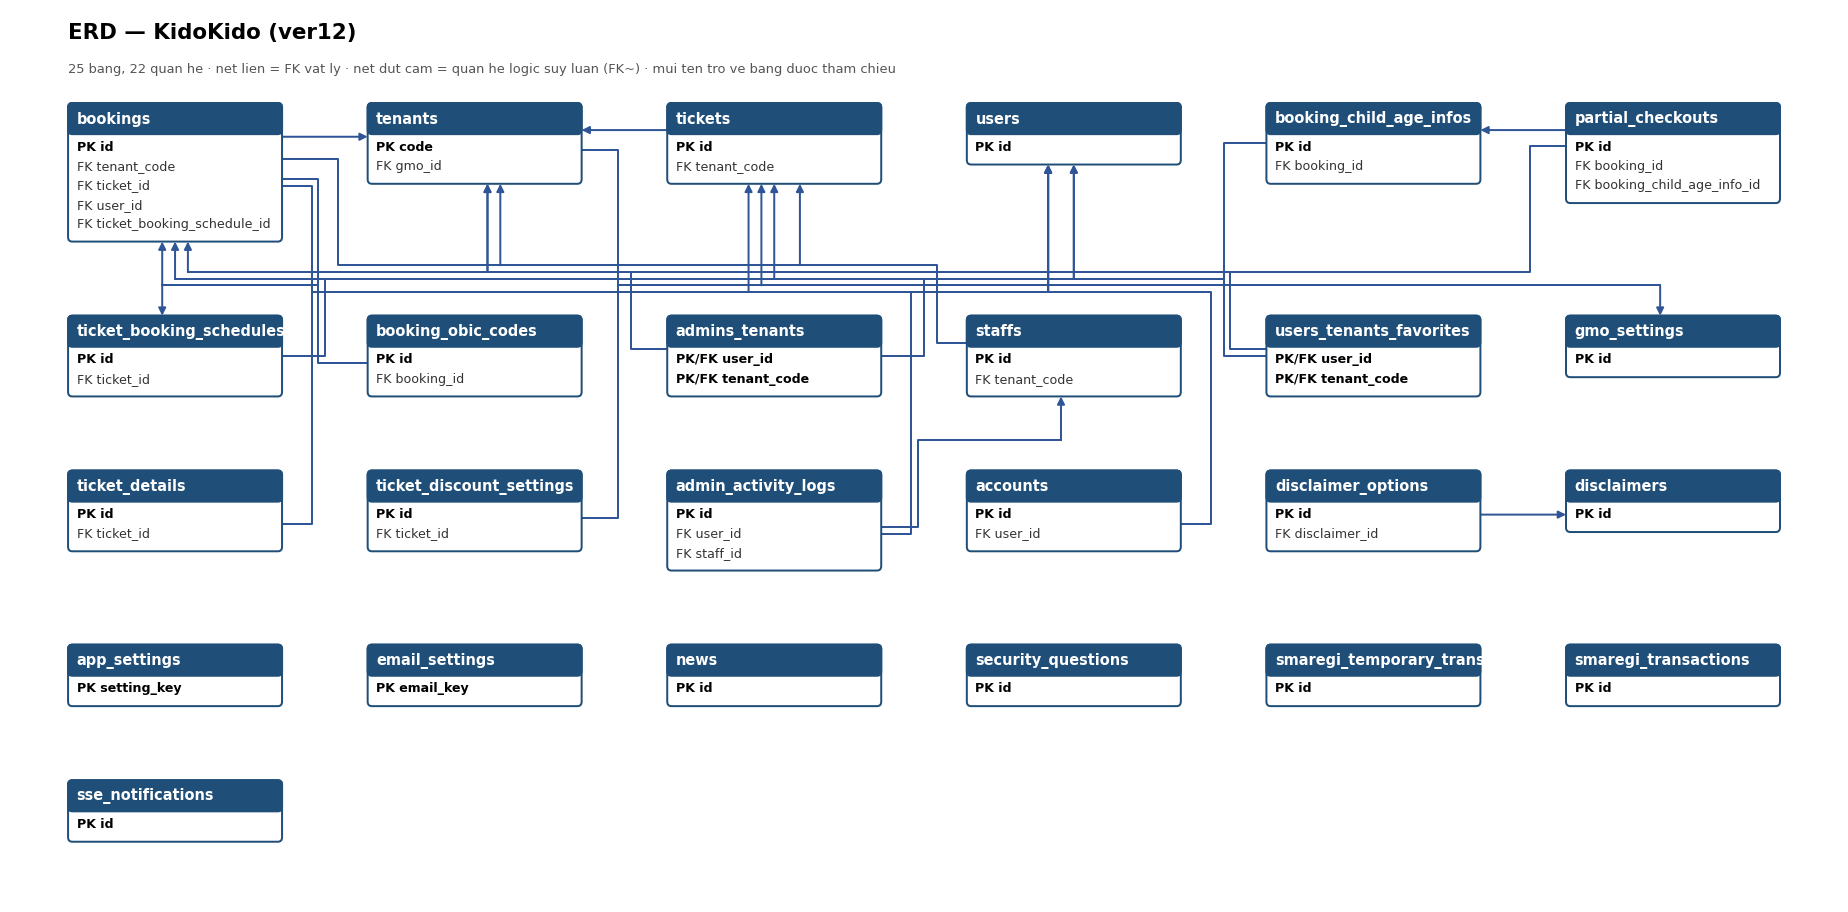 ERD — KidoKido (ver12)
25 bang, 22 quan he · net lien = FK vat ly · net dut cam = quan he logic suy luan (FK~) · mui ten tro ve bang duoc tham chieu
bookings
PK id
FK tenant_code
FK ticket_id
FK user_id
FK ticket_booking_schedule_id
tenants
PK code
FK gmo_id
tickets
PK id
FK tenant_code
users
PK id
booking_child_age_infos
PK id
FK booking_id
partial_checkouts
PK id
FK booking_id
FK booking_child_age_info_id
ticket_booking_schedules
PK id
FK ticket_id
booking_obic_codes
PK id
FK booking_id
admins_tenants
PK/FK user_id
PK/FK tenant_code
staffs
PK id
FK tenant_code
users_tenants_favorites
PK/FK user_id
PK/FK tenant_code
gmo_settings
PK id
ticket_details
PK id
FK ticket_id
ticket_discount_settings
PK id
FK ticket_id
admin_activity_logs
PK id
FK user_id
FK staff_id
accounts
PK id
FK user_id
disclaimer_options
PK id
FK disclaimer_id
disclaimers
PK id
app_settings
PK setting_key
email_settings
PK email_key
news
PK id
security_questions
PK id
smaregi_temporary_trans
PK id
smaregi_transactions
PK id
sse_notifications
PK id